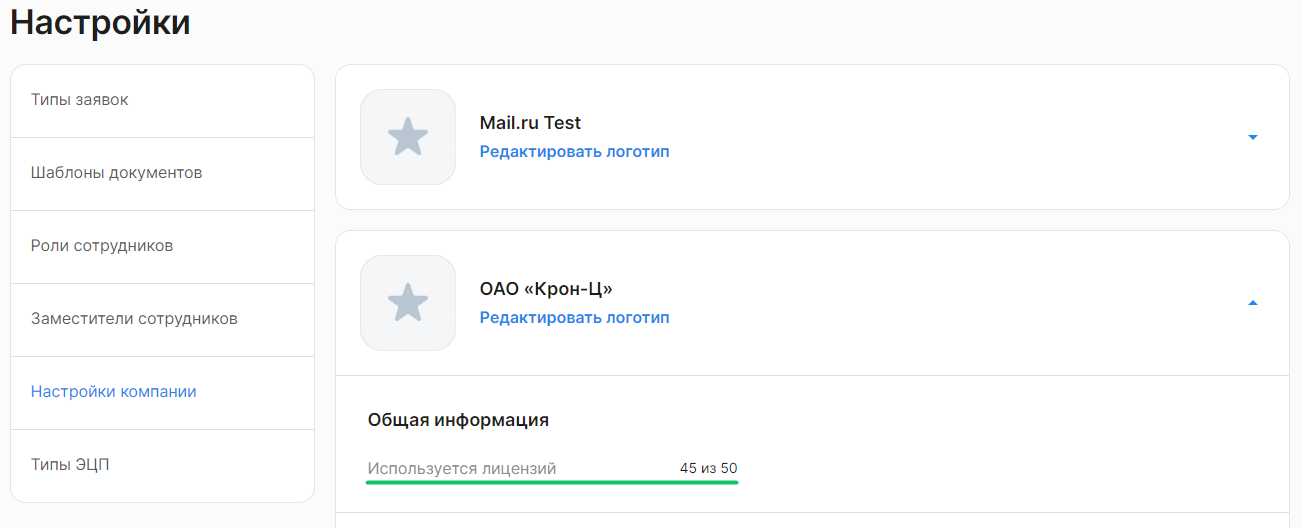 Настройки
Типы заявок
Шаблоны документов
Роли сотрудников
Заместители сотрудников
Настройки компании
Типы ЭЦП
Mail.ru Test
Редактировать логотип
ОАО «Крон-Ц»
Редактировать логотип
Общая информация
Используется лицензий 45 из 50